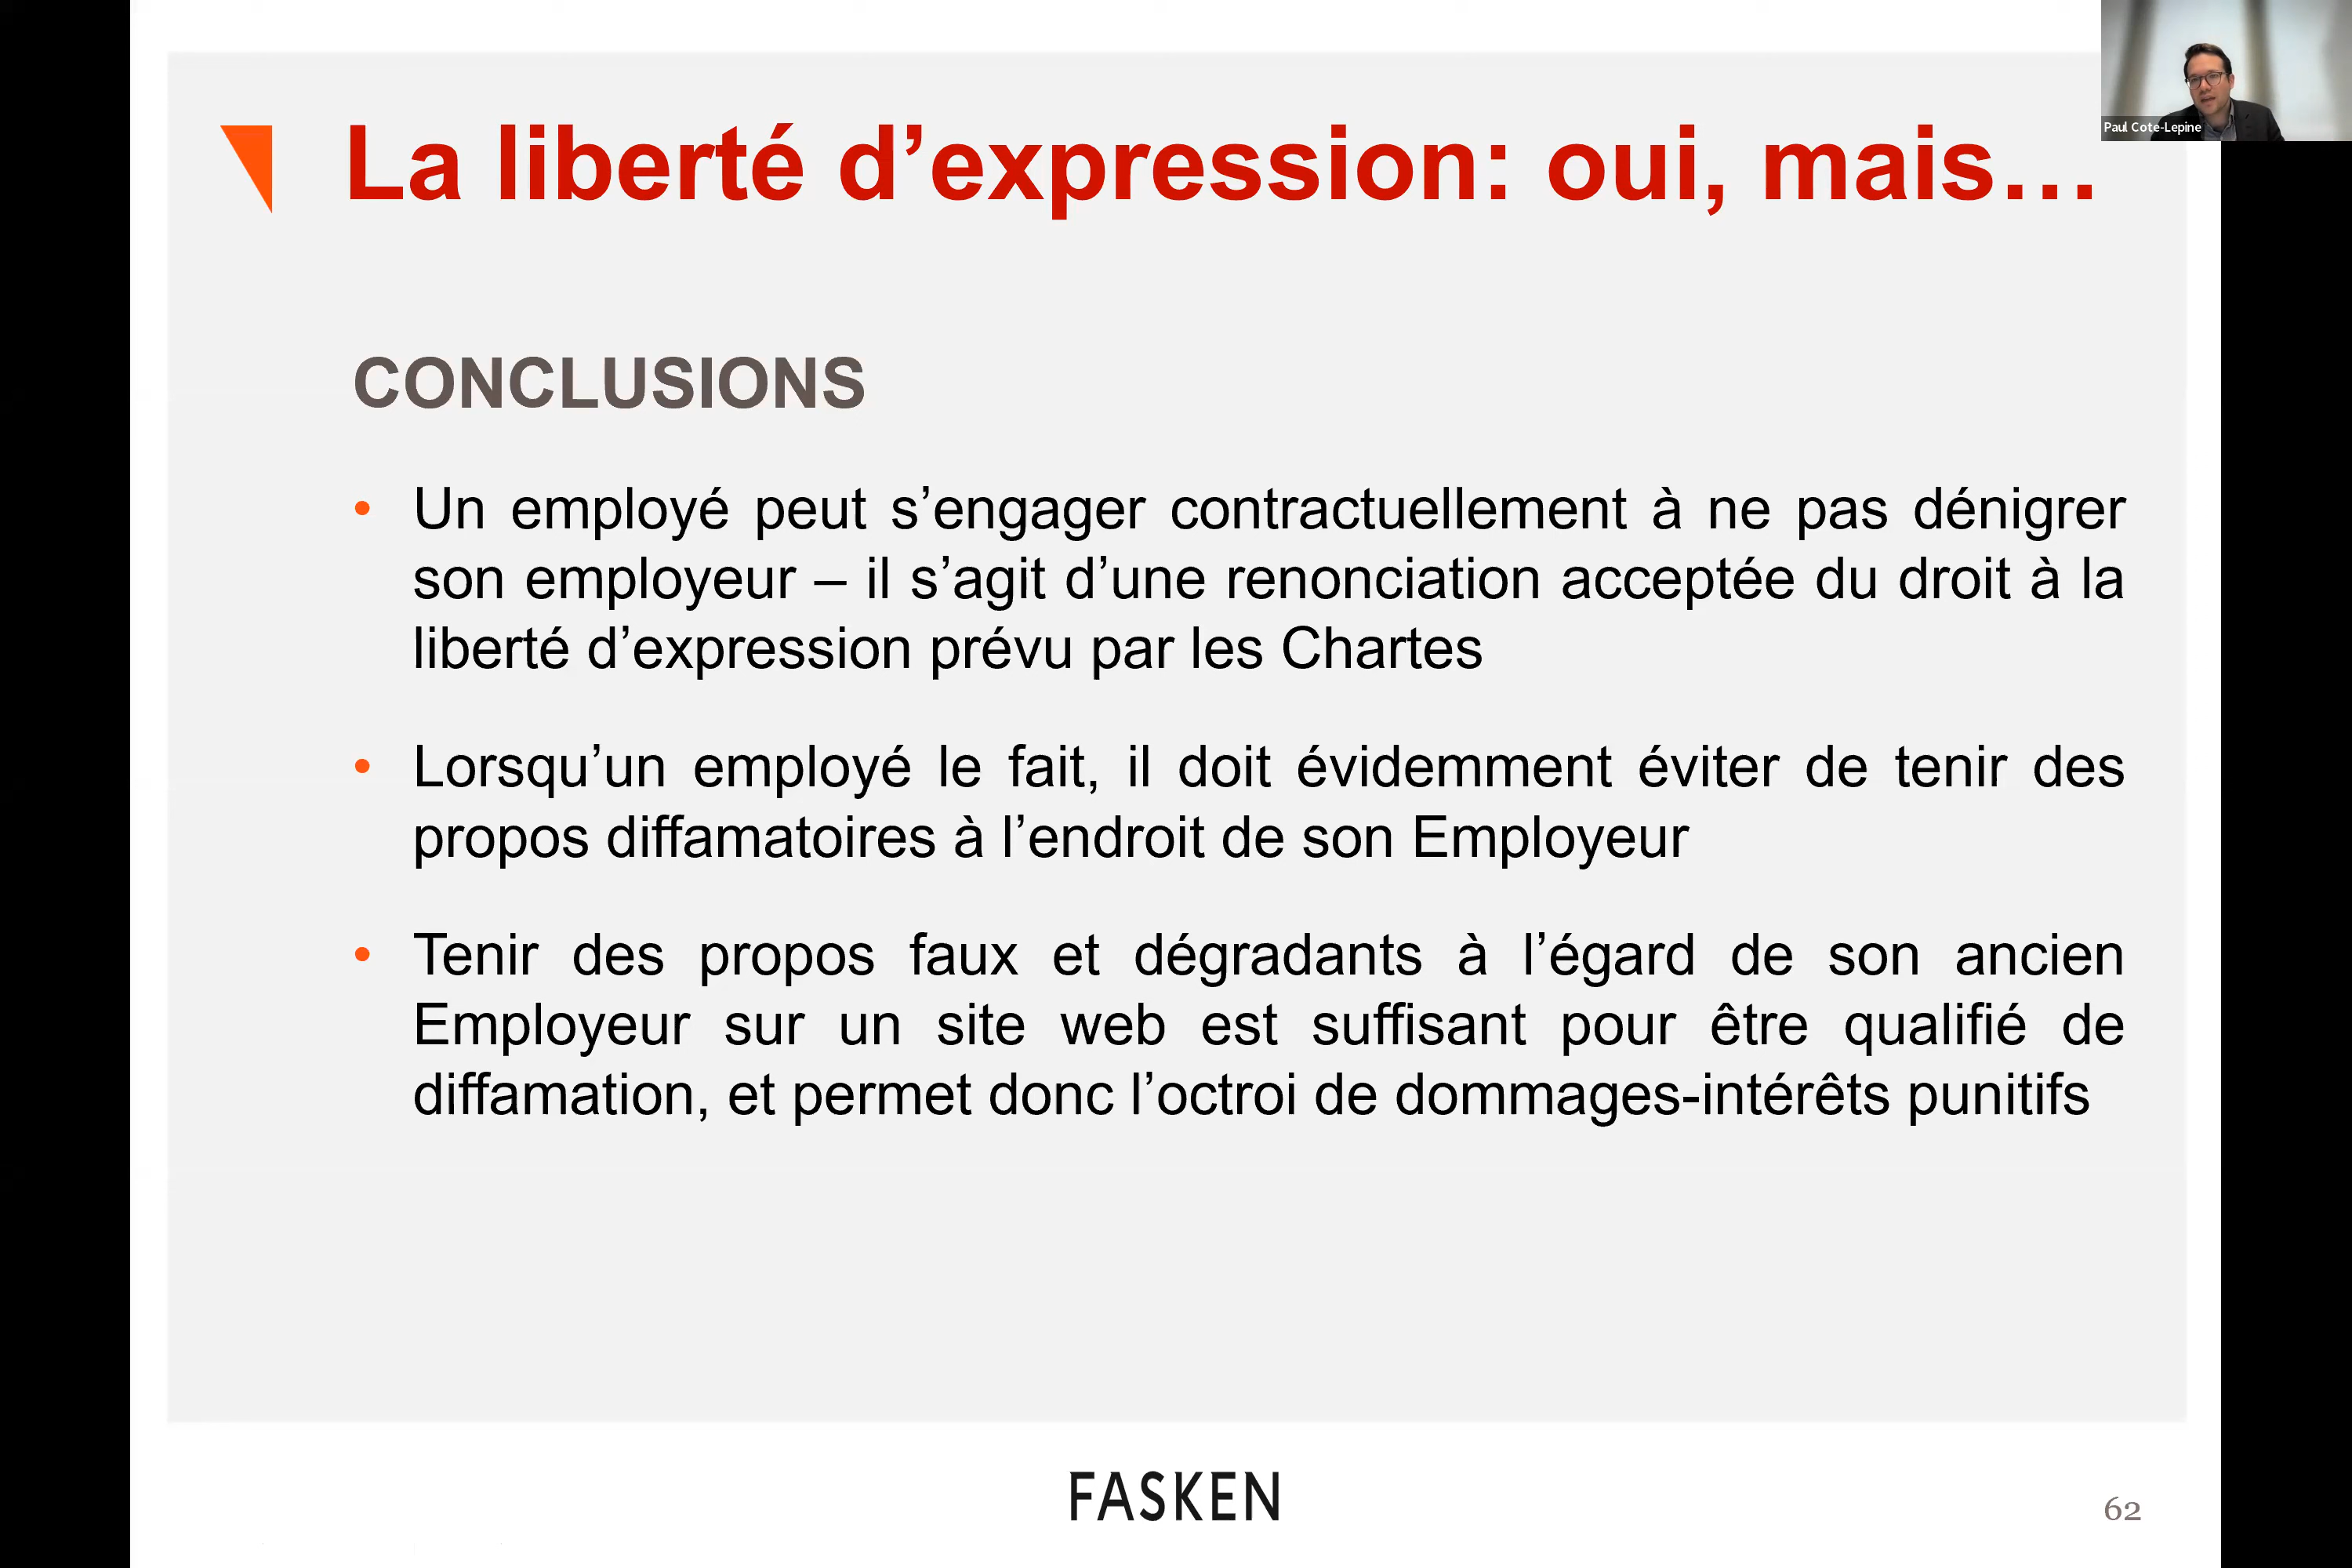 Paul Cote-Lepine
La liberté d’expression: oui, mais…
CONCLUSIONS
• Un employé peut s’engager contractuellement à ne pas dénigrer
son employeur – il s’agit d’une renonciation acceptée du droit à la
liberté d’expression prévu par les Chartes
• Lorsqu’un employé le fait, il doit évidemment éviter de tenir des
propos diffamatoires à l’endroit de son Employeur
• Tenir des propos faux et dégradants à l’égard de son ancien
Employeur sur un site web est suffisant pour être qualifié de
diffamation, et permet donc l’octroi de dommages-intérêts punitifs
FASKEN
62